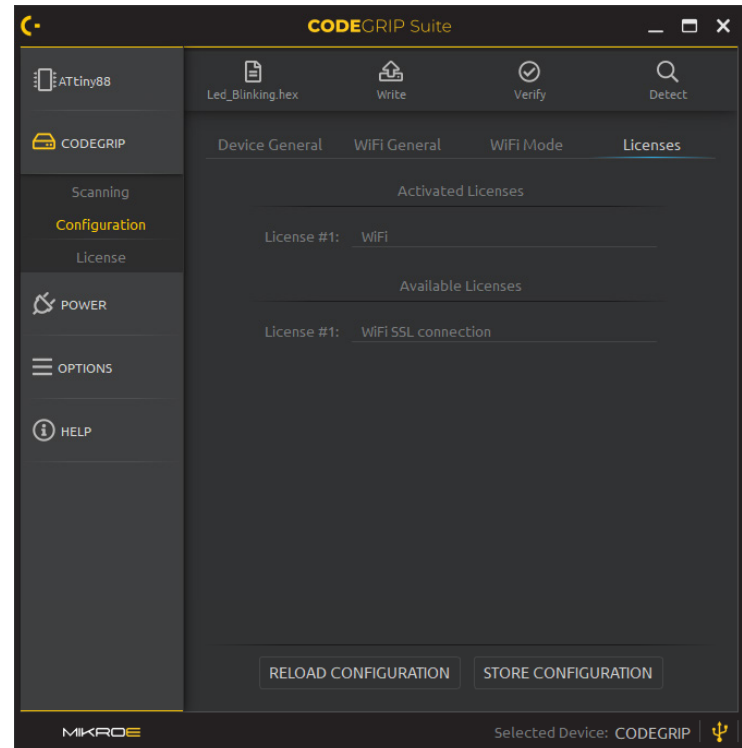 CODEGRIP Suite
ATtiny88
CODEGRIP
Scanning
Configuration
License
POWER
OPTIONS
HELP
Led_Blinking.hex
Write
Verify
Detect
Device General
WiFi General
WiFi Mode
Licenses
Activated Licenses
License #1: WiFi
Available Licenses
License #1: WiFi SSL connection
RELOAD CONFIGURATION
STORE CONFIGURATION
MIKROE
Selected Device: CODEGRIP